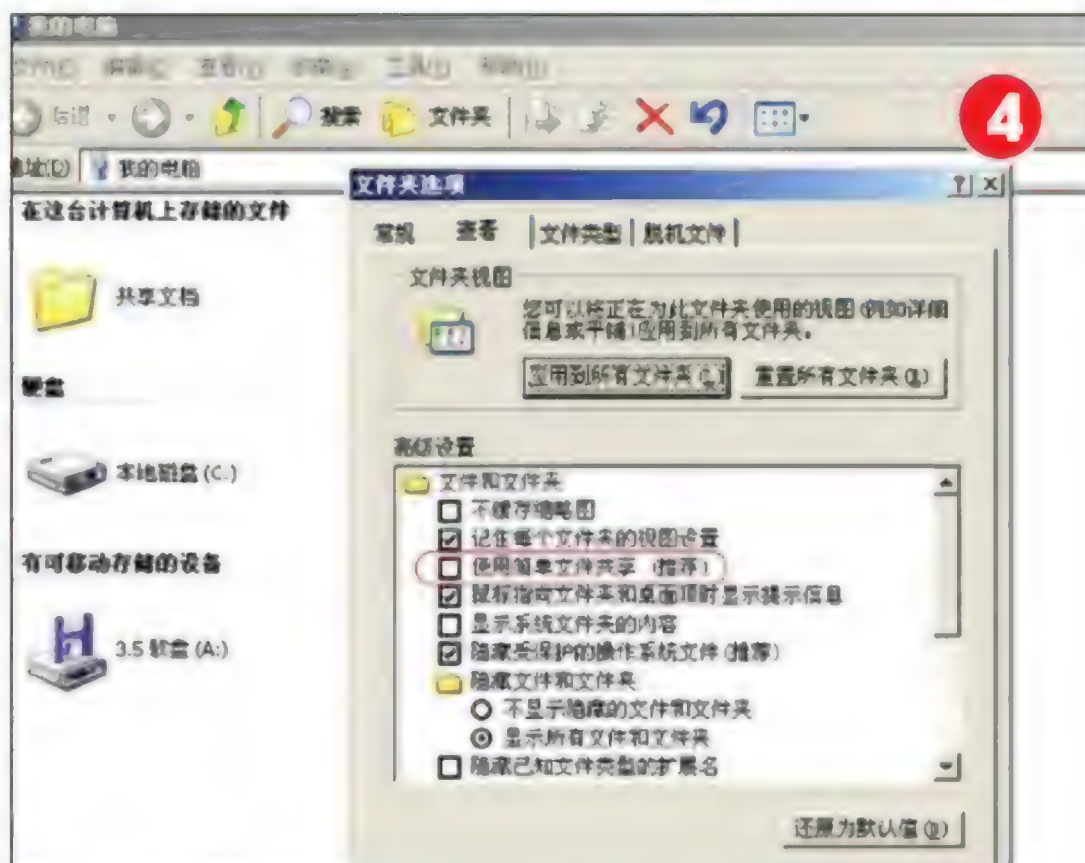 我的电脑
后退 搜索 文件夹
4
地址(D) 我的电脑
在这台计算机上存储的文件
共享文档
硬盘
本地磁盘 (C:)
有可移动存储的设备
3.5 软盘 (A:)
文件夹选项
常规 查看 文件类型 脱机文件
文件夹视图
您可以将正在为此文件夹使用的视图(例如详细
信息或平铺)应用到所有文件夹。
应用到所有文件夹(L) 重置所有文件夹(R)
高级设置
文件和文件夹
不缓存缩略图
记住每个文件夹的视图设置
使用简单文件共享 (推荐)
鼠标指向文件夹和桌面项时显示提示信息
显示系统文件夹的内容
隐藏受保护的操作系统文件(推荐)
隐藏文件和文件夹
不显示隐藏的文件和文件夹
显示所有文件和文件夹
隐藏已知文件类型的扩展名
还原为默认值(D)